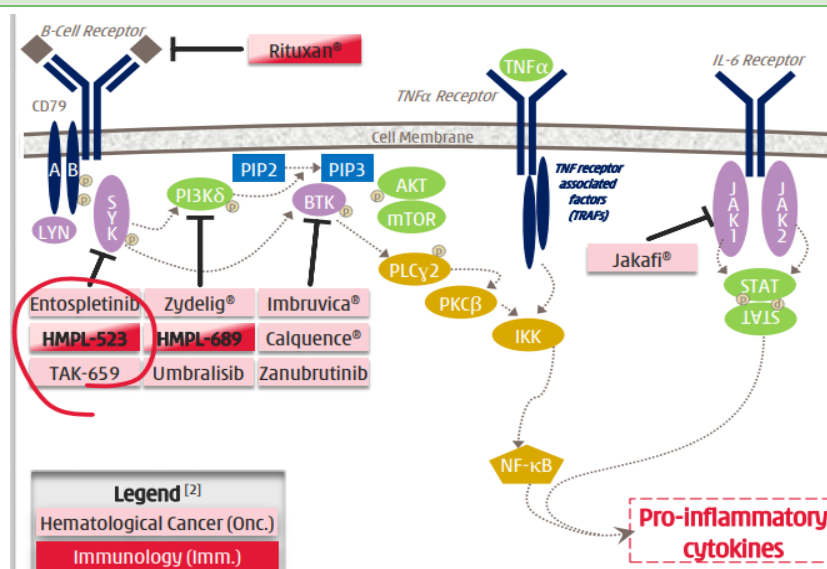 B-Cell Receptor
Rituxan®
TNFα
IL-6 Receptor
TNFα Receptor
CD79
Cell Membrane
A B
PIP2
PIP3
TNF receptor
associated
factors
(TRAFs)
P
P
SYK
P
LYN
PI3Kδ
P
BTK
P
P
AKT
mTOR
JAK1
JAK2
Jakafi®
P
PLCγ2
PKCβ
STAT
P
P
STAT
IKK
Entospletinib
Zydelig®
Imbruvica®
HMPL-523
HMPL-689
Calquence®
TAK-659
Umbralisib
Zanubrutinib
NF-κB
Legend [2]
Hematological Cancer (Onc.)
Immunology (Imm.)
Pro-inflammatory
cytokines